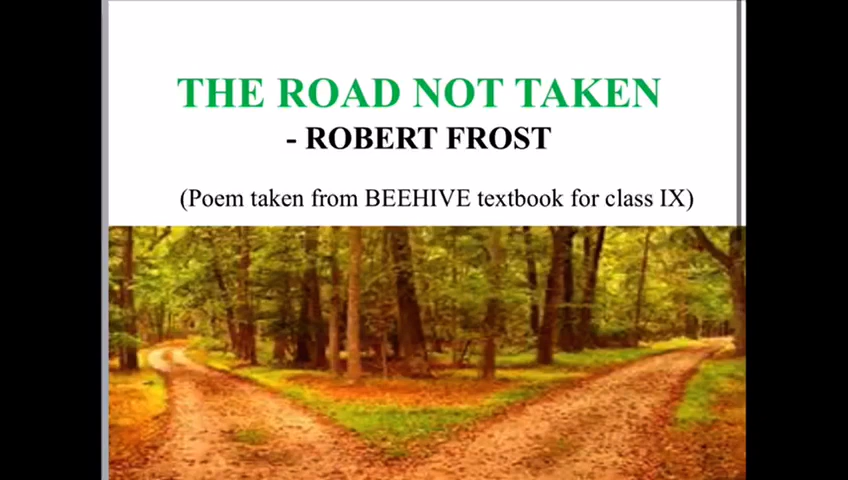 THE ROAD NOT TAKEN
- ROBERT FROST
(Poem taken from BEEHIVE textbook for class IX)